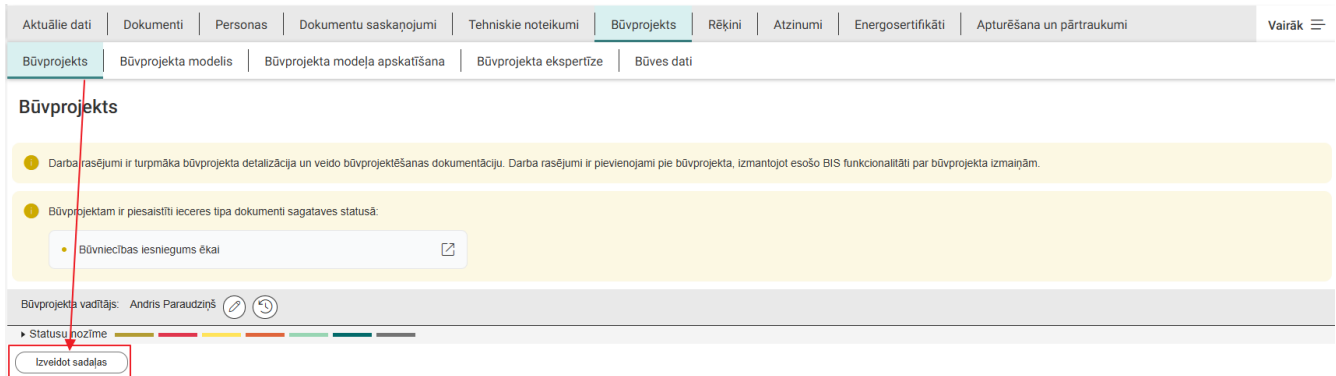 Aktuālie dati Dokumenti Personas Dokumentu saskaņojumi Tehniskie noteikumi Būvprojekts Rēķini Atzinumi Energosertifikāti Apturēšana un pārtraukumi Vairāk
Būvprojekts Būvprojekta modelis Būvprojekta modeļa apskatīšana Būvprojekta ekspertīze Būves dati
Būvprojekts
Darba rasējumi ir turpmāka būvprojekta detalizācija un veido būvprojektēšanas dokumentāciju. Darba rasējumi ir pievienojami pie būvprojekta, izmantojot esošo BIS funkcionalitāti par būvprojekta izmaiņām.
Būvprojektam ir piesaistīti ieceres tipa dokumenti sagataves statusā:
Būvniecības iesniegums ēkai
Būvprojekta vadītājs: Andris Paraudziņš
Statusu nozīme
Izveidot sadaļas